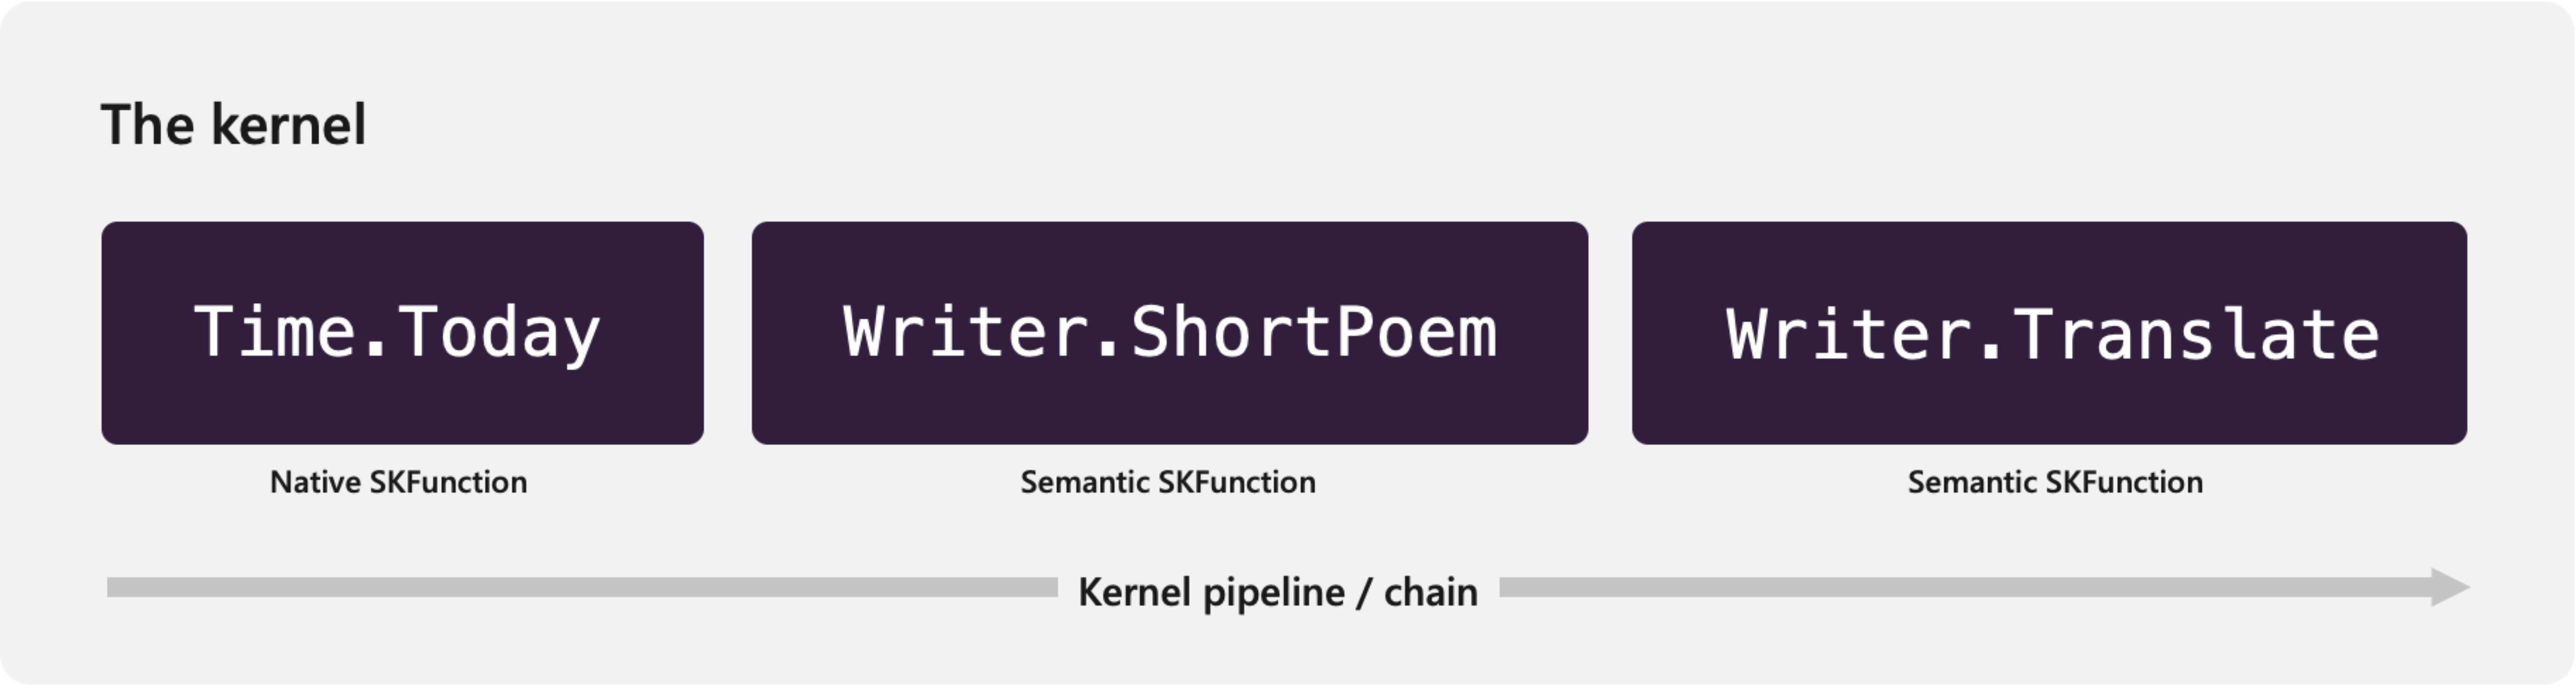 The kernel
Time.Today
Writer.ShortPoem
Writer.Translate
Native SKFunction
Semantic SKFunction
Semantic SKFunction
Kernel pipeline / chain